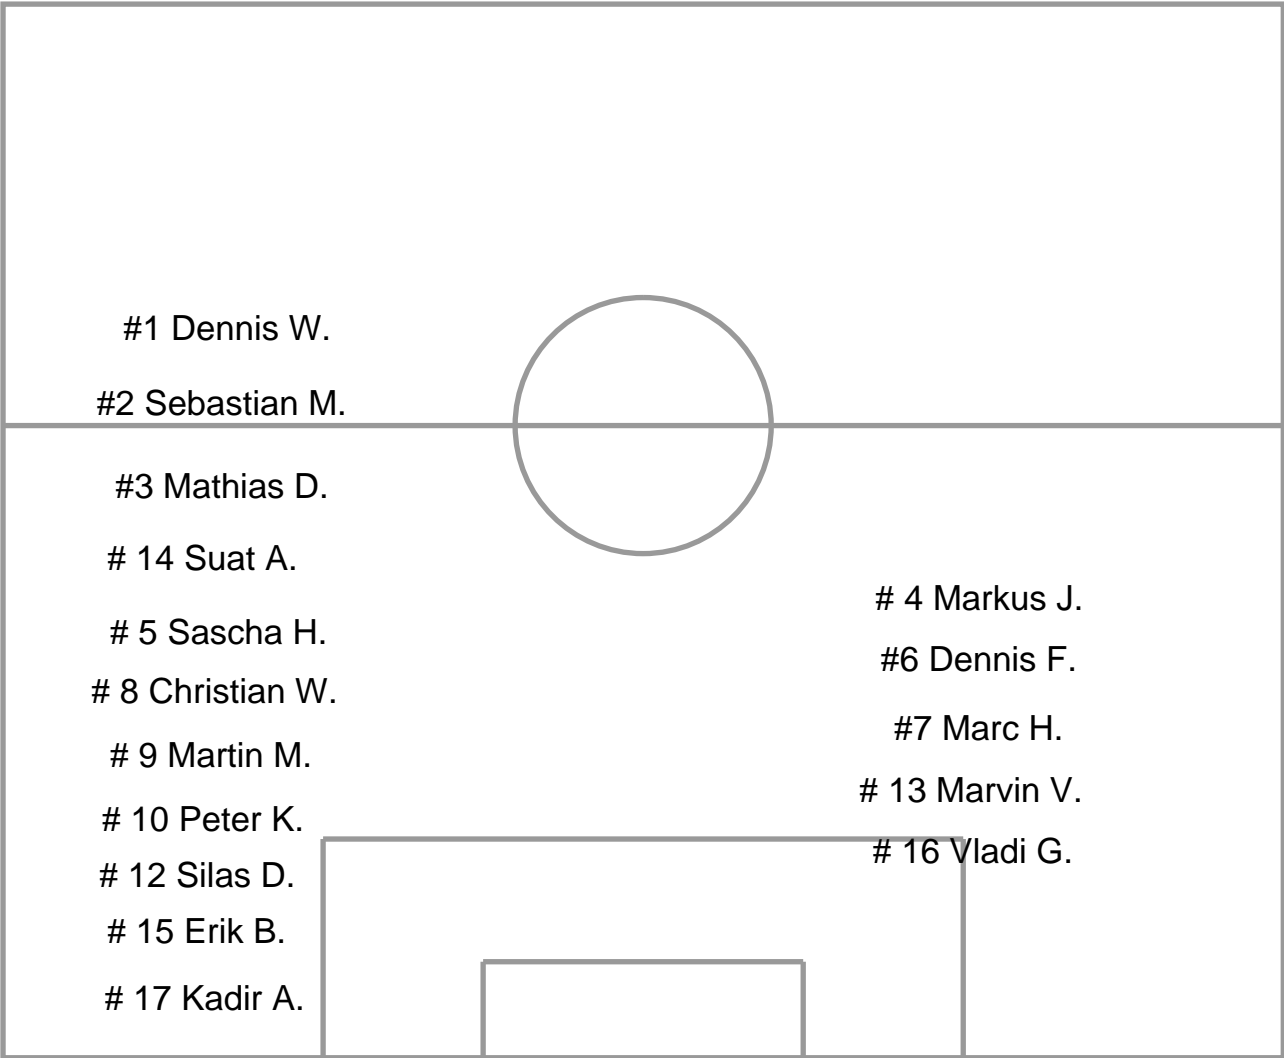 #1 Dennis W.
#2 Sebastian M.
#3 Mathias D.
# 14 Suat A.
# 5 Sascha H.
# 8 Christian W.
# 9 Martin M.
# 10 Peter K.
# 12 Silas D.
# 15 Erik B.
# 17 Kadir A.
# 4 Markus J.
#6 Dennis F.
#7 Marc H.
# 13 Marvin V.
# 16 Vladi G.